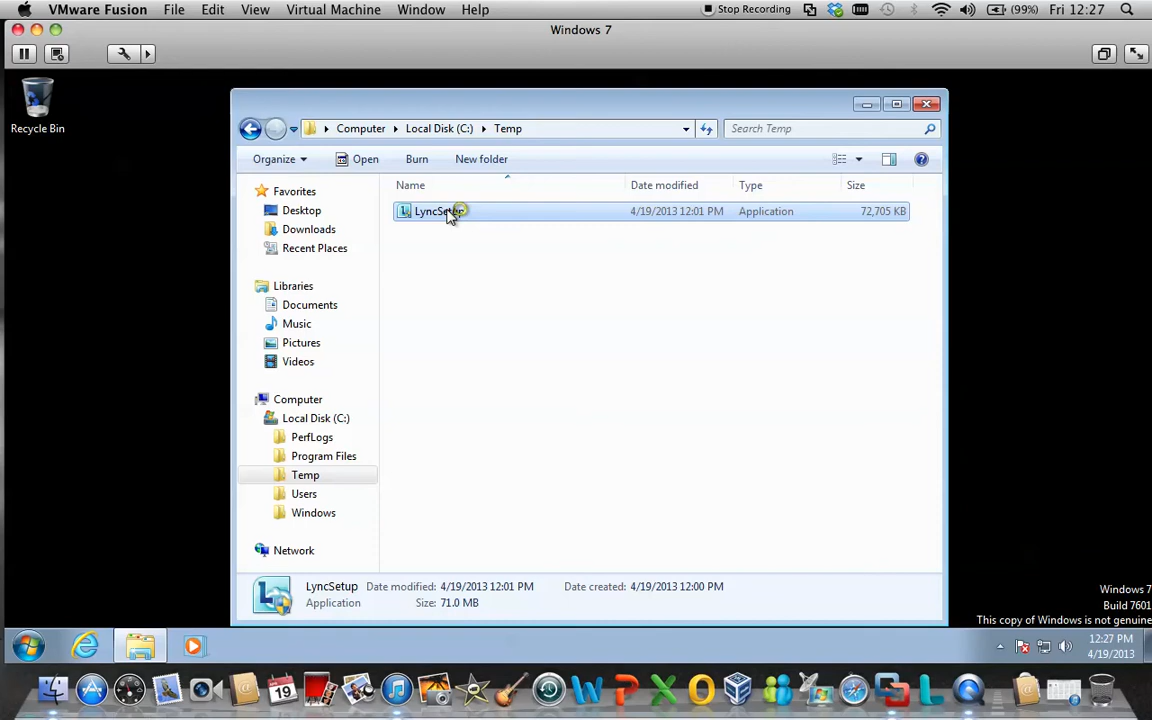 VMware Fusion File Edit View Virtual Machine Window Help Stop Recording (99%) Fri 12:27
Windows 7
Recycle Bin
Computer Local Disk (C:) Temp Search Temp
Organize Open Burn New folder
Name Date modified Type Size
LyncSetup 4/19/2013 12:01 PM Application 72,705 KB
Favorites
Desktop
Downloads
Recent Places
Libraries
Documents
Music
Pictures
Videos
Computer
Local Disk (C:)
PerfLogs
Program Files
Temp
Users
Windows
Network
LyncSetup Date modified: 4/19/2013 12:01 PM Date created: 4/19/2013 12:00 PM
Application Size: 71.0 MB
Windows 7
Build 7601
This copy of Windows is not genuine
12:27 PM
4/19/2013
19